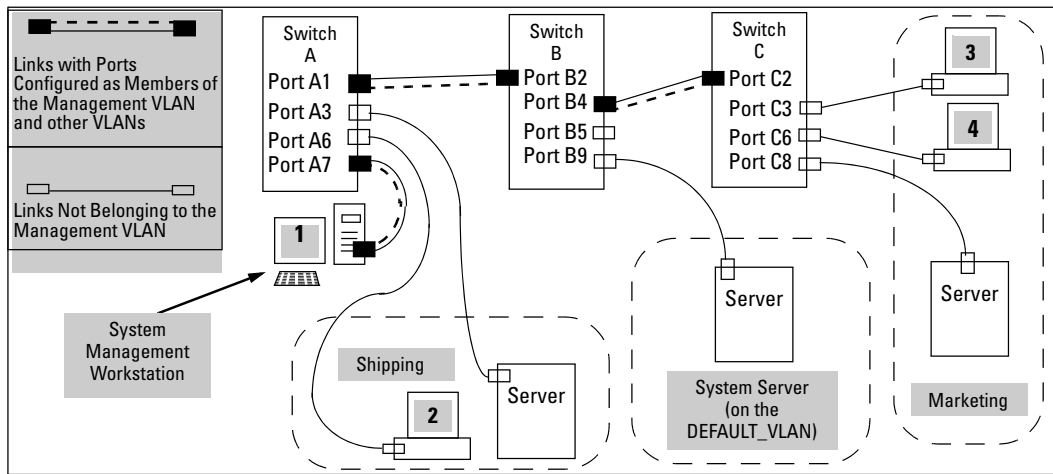 Links with Ports
Configured as Members of
the Management VLAN
and other VLANs
Links Not Belonging to the
Management VLAN
Switch
A
Port A1
Port A3
Port A6
Port A7
Switch
B
Port B2
Port B4
Port B5
Port B9
Switch
C
Port C2
Port C3
Port C6
Port C8
3
4
1
System
Management
Workstation
Shipping
2
Server
Server
System Server
(on the
DEFAULT_VLAN)
Server
Marketing